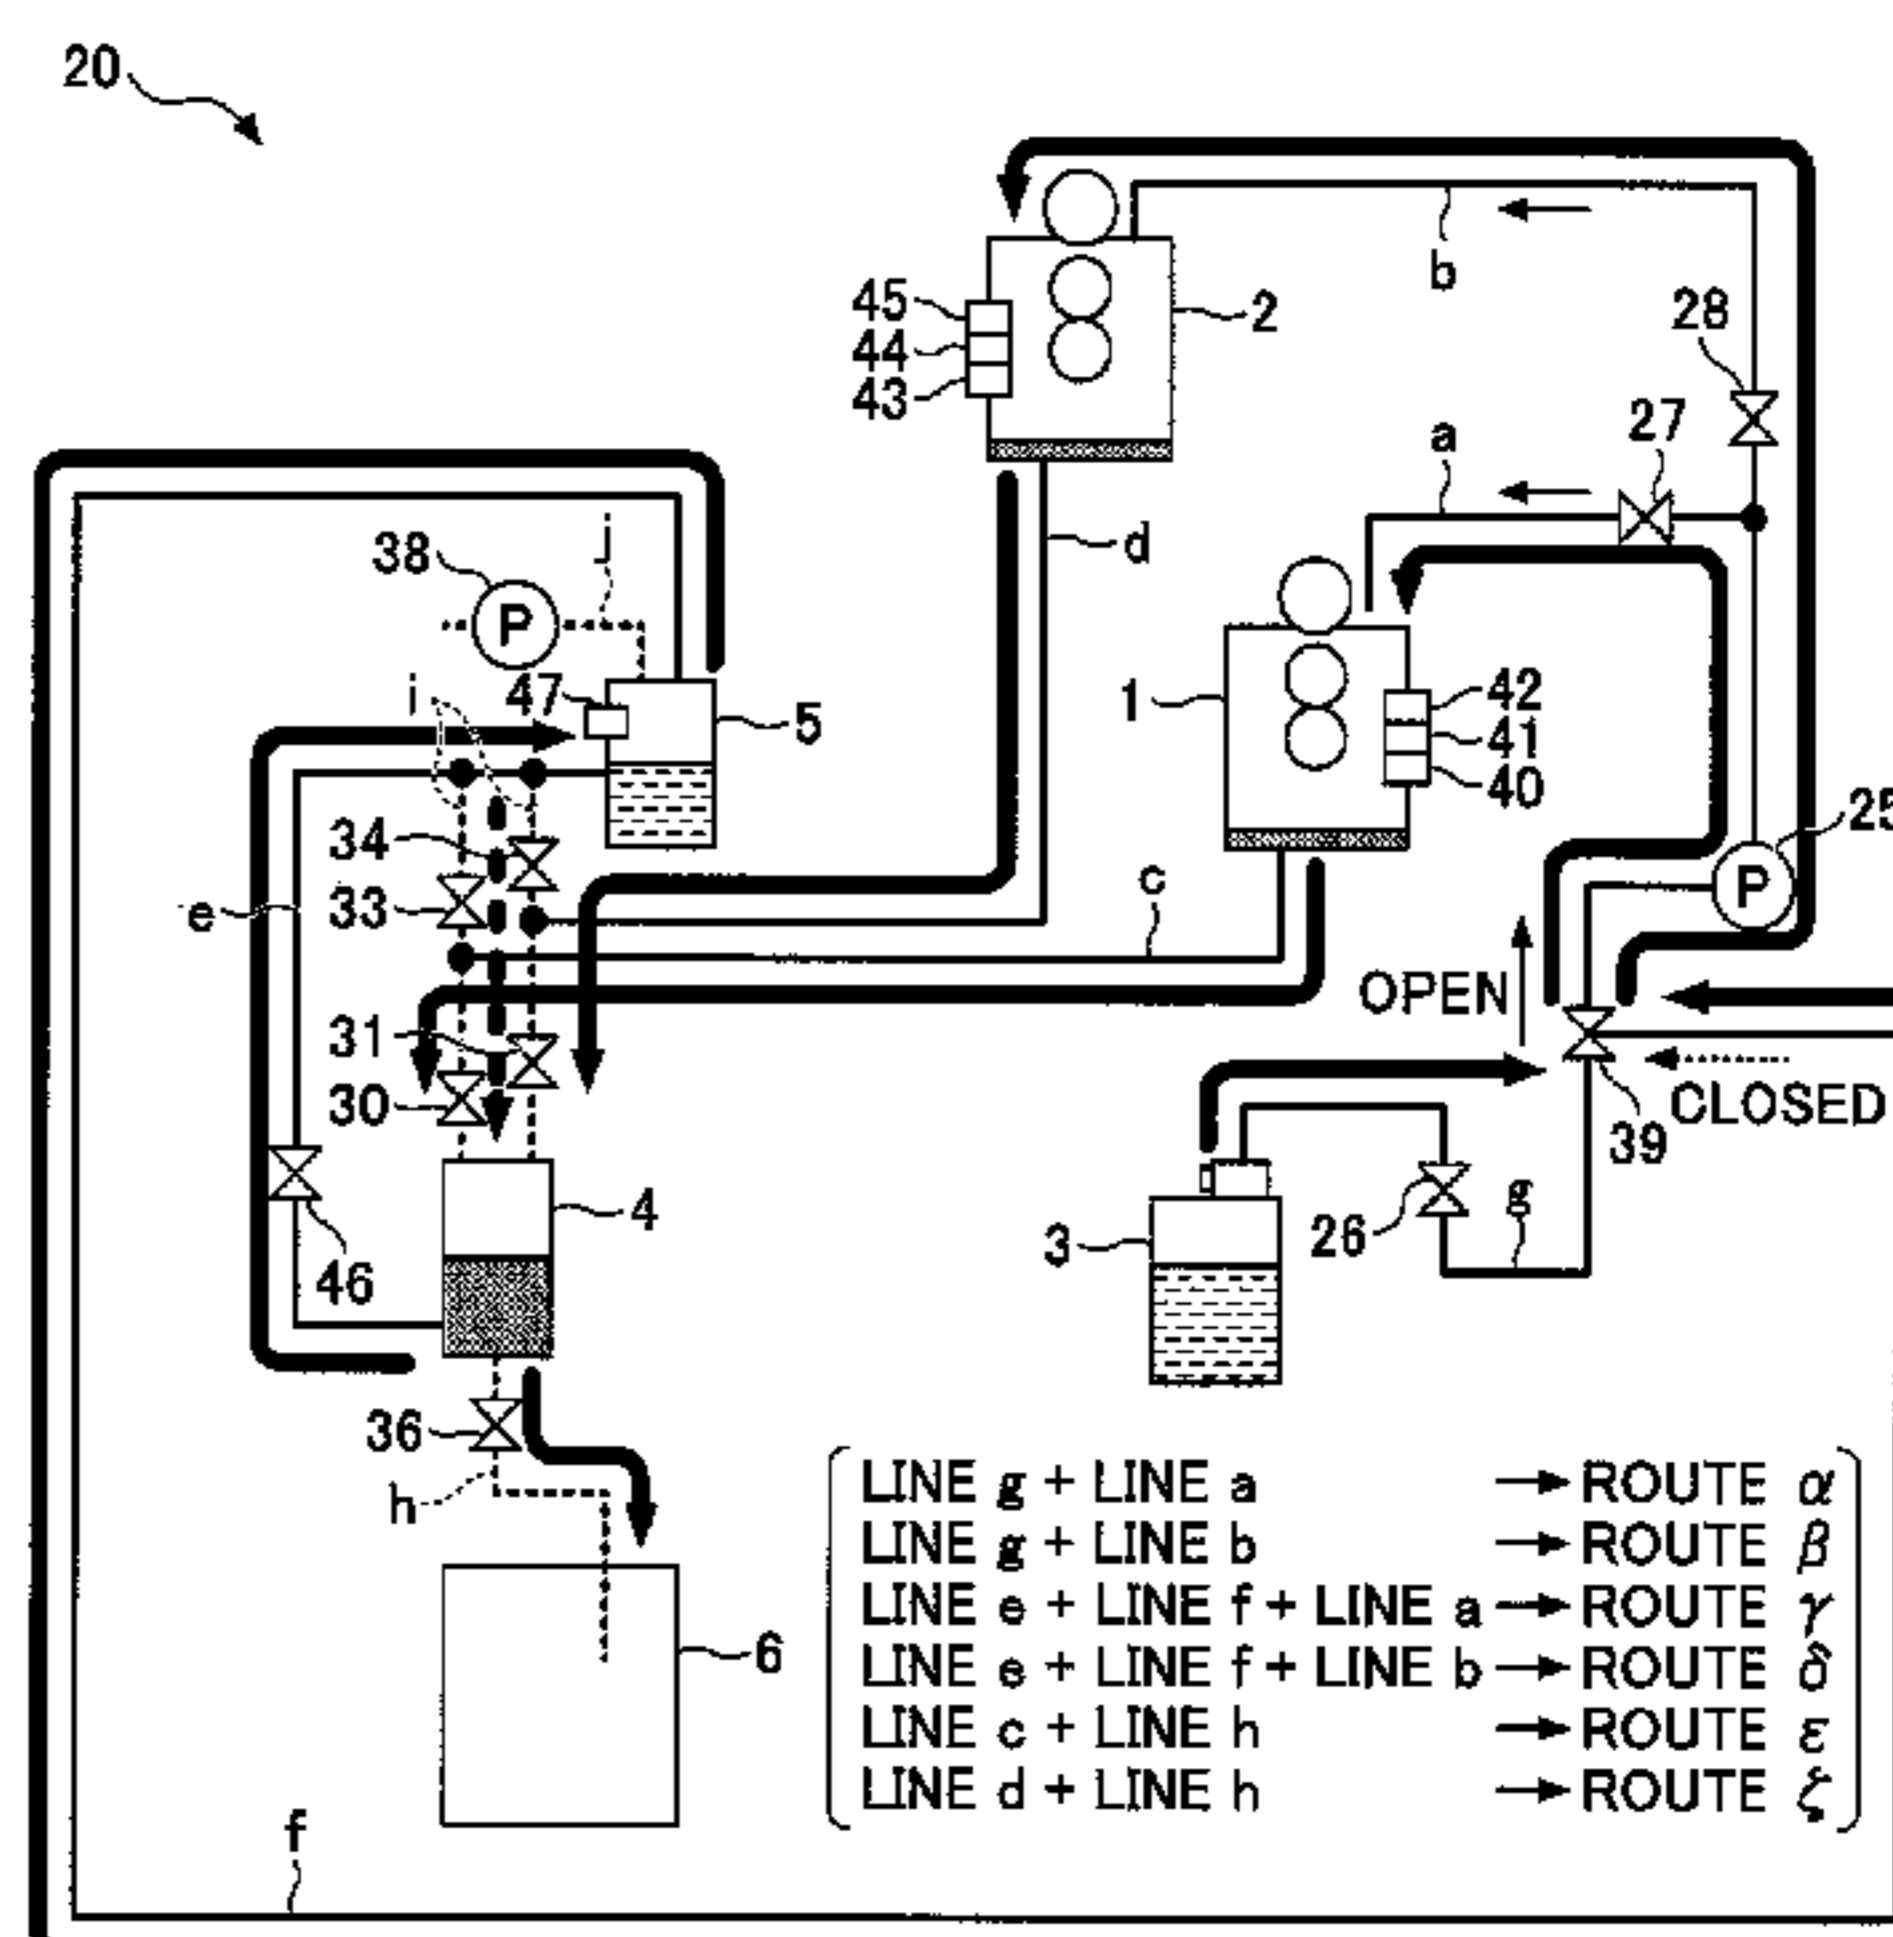 20
b
45
44
43
2
28
27
a
d
j
38
P
i
47
5
1
42
41
40
25
P
34
33
e
c
OPEN
31
30
CLOSED
39
4
46
3
26
g
36
h
6
f
LINE g + LINE a → ROUTE α
LINE g + LINE b → ROUTE β
LINE e + LINE f + LINE a → ROUTE γ
LINE e + LINE f + LINE b → ROUTE δ
LINE c + LINE h → ROUTE ε
LINE d + LINE h → ROUTE ζ